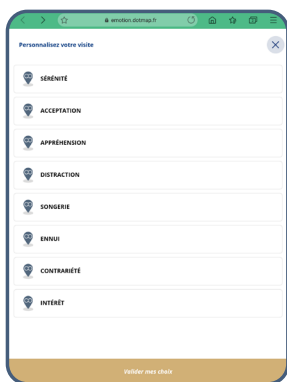 emotion.dotmap.fr
Personnalisez votre visite
SÉRÉNITÉ
ACCEPTATION
APPRÉHENSION
DISTRACTION
SONGERIE
ENNUI
CONTRARIÉTÉ
INTÉRÊT
Valider mes choix